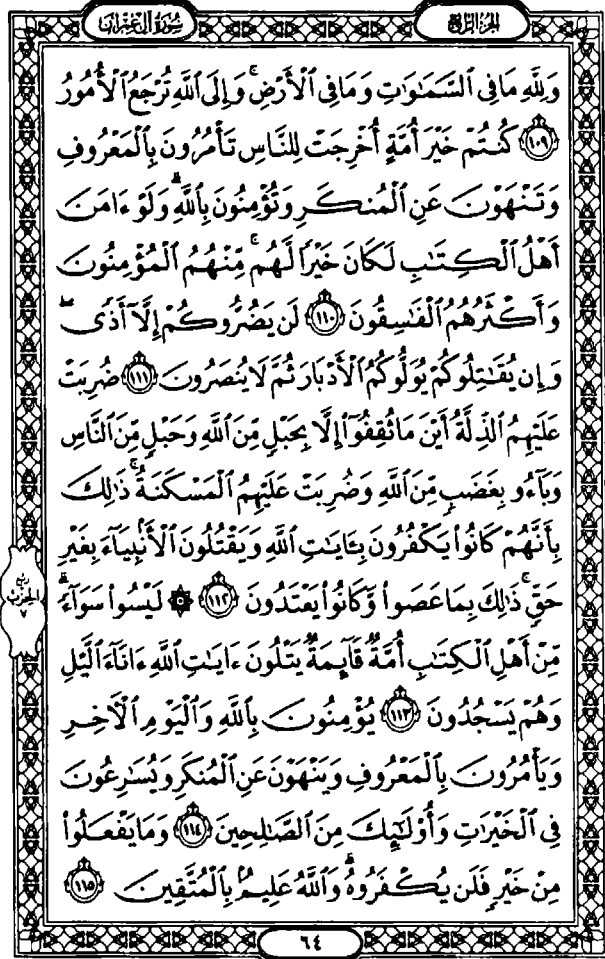 الجزء الرابع
سورة آل عمران
وَلِلَّهِ مَا فِي ٱلسَّمَٰوَٰتِ وَمَا فِي ٱلْأَرْضِ ۚ وَإِلَى ٱللَّهِ تُرْجَعُ ٱلْأُمُورُ
١٠٩ كُنتُمْ خَيْرَ أُمَّةٍ أُخْرِجَتْ لِلنَّاسِ تَأْمُرُونَ بِٱلْمَعْرُوفِ
وَتَنْهَوْنَ عَنِ ٱلْمُنكَرِ وَتُؤْمِنُونَ بِٱللَّهِ ۗ وَلَوْ ءَامَنَ
أَهْلُ ٱلْكِتَٰبِ لَكَانَ خَيْرًا لَّهُم ۚ مِّنْهُمُ ٱلْمُؤْمِنُونَ
وَأَكْثَرُهُمُ ٱلْفَٰسِقُونَ ١١٠ لَن يَضُرُّوكُمْ إِلَّآ أَذًى ۖ
وَإِن يُقَٰتِلُوكُمْ يُوَلُّوكُمُ ٱلْأَدْبَارَ ثُمَّ لَا يُنصَرُونَ ١١١ ضُرِبَتْ
عَلَيْهِمُ ٱلذِّلَّةُ أَيْنَ مَا ثُقِفُوٓا۟ إِلَّا بِحَبْلٍ مِّنَ ٱللَّهِ وَحَبْلٍ مِّنَ ٱلنَّاسِ
وَبَآءُو بِغَضَبٍ مِّنَ ٱللَّهِ وَضُرِبَتْ عَلَيْهِمُ ٱلْمَسْكَنَةُ ۚ ذَٰلِكَ
بِأَنَّهُمْ كَانُوا۟ يَكْفُرُونَ بِـَٔايَٰتِ ٱللَّهِ وَيَقْتُلُونَ ٱلْأَنۢبِيَآءَ بِغَيْرِ
حَقٍّ ۚ ذَٰلِكَ بِمَا عَصَوا۟ وَّكَانُوا۟ يَعْتَدُونَ ١١٢ ۞ لَيْسُوا۟ سَوَآءً ۗ
مِّنْ أَهْلِ ٱلْكِتَٰبِ أُمَّةٌ قَآئِمَةٌ يَتْلُونَ ءَايَٰتِ ٱللَّهِ ءَانَآءَ ٱلَّيْلِ
وَهُمْ يَسْجُدُونَ ١١٣ يُؤْمِنُونَ بِٱللَّهِ وَٱلْيَوْمِ ٱلْءَاخِرِ
وَيَأْمُرُونَ بِٱلْمَعْرُوفِ وَيَنْهَوْنَ عَنِ ٱلْمُنكَرِ وَيُسَٰرِعُونَ
فِي ٱلْخَيْرَٰتِ وَأُو۟لَٰٓئِكَ مِنَ ٱلصَّٰلِحِينَ ١١٤ وَمَا يَفْعَلُوا۟
مِنْ خَيْرٍ فَلَن يُكْفَرُوهُ ۗ وَٱللَّهُ عَلِيمٌۢ بِٱلْمُتَّقِينَ ١١٥
ربع
الحزب
٧
٦٤